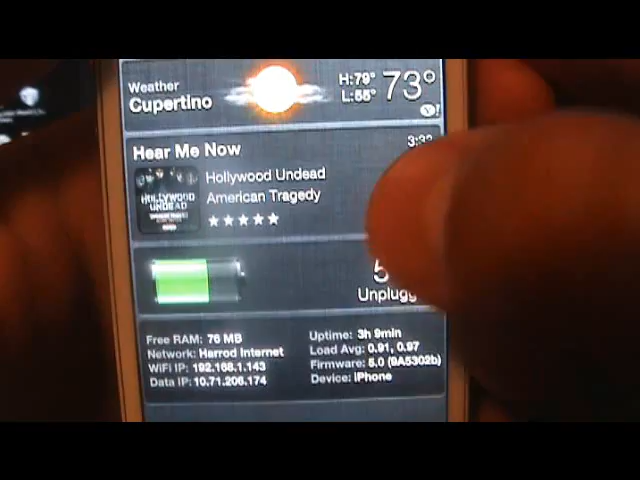 Weather
Cupertino
H: 79°
L: 55°
73°
Y!
Hear Me Now
Hollywood Undead
American Tragedy
HOLLYWOOD
UNDEAD
Free RAM: 76 MB
Network: Harrod Internet
WiFi IP: 192.168.1.143
Data IP: 10.71.206.174
Uptime: 3h 9min
Load Avg: 0.91, 0.97
Firmware: 5.0 (9A5302b)
Device: iPhone